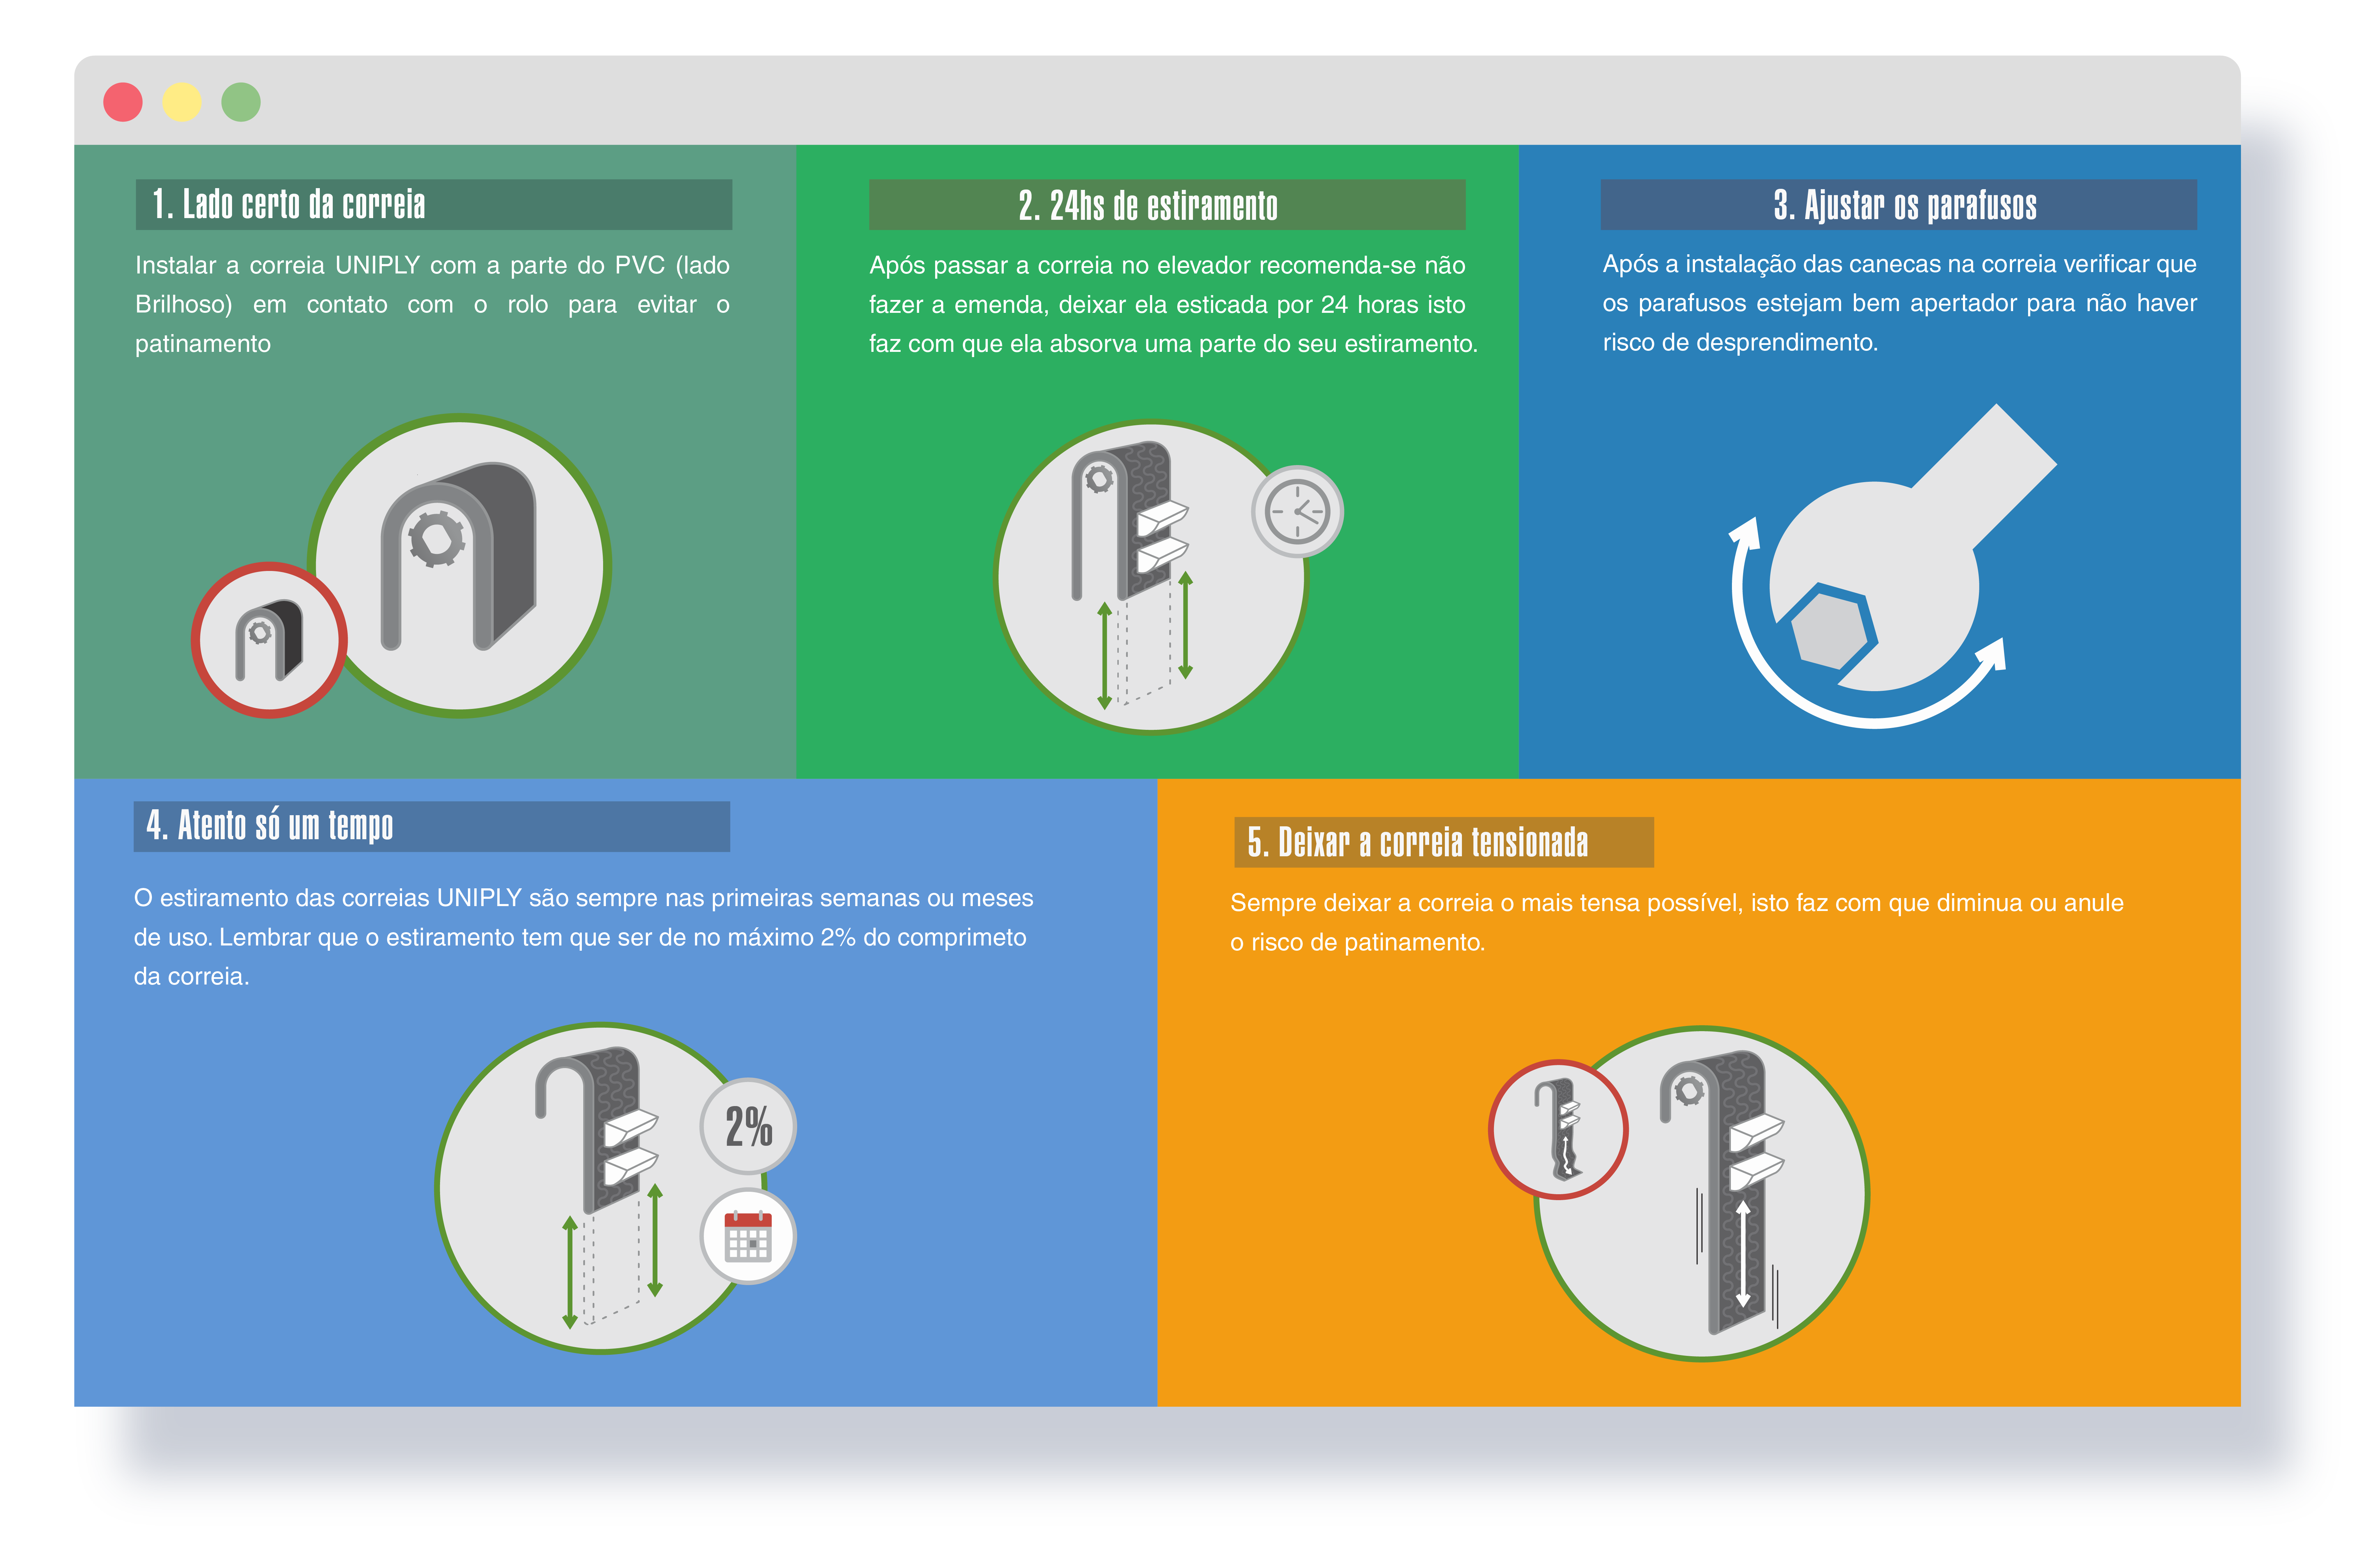 1. Lado certo da correia
Instalar a correia UNIPLY com a parte do PVC (lado
Brilhoso) em contato com o rolo para evitar o
patinamento
2. 24hs de estiramento
Após passar a correia no elevador recomenda-se não
fazer a emenda, deixar ela esticada por 24 horas isto
faz com que ela absorva uma parte do seu estiramento.
3. Ajustar os parafusos
Após a instalação das canecas na correia verificar que
os parafusos estejam bem apertador para não haver
risco de desprendimento.
4. Atento só um tempo
O estiramento das correias UNIPLY são sempre nas primeiras semanas ou meses
de uso. Lembrar que o estiramento tem que ser de no máximo 2% do comprimeto
da correia.
2%
5. Deixar a correia tensionada
Sempre deixar a correia o mais tensa possível, isto faz com que diminua ou anule
o risco de patinamento.